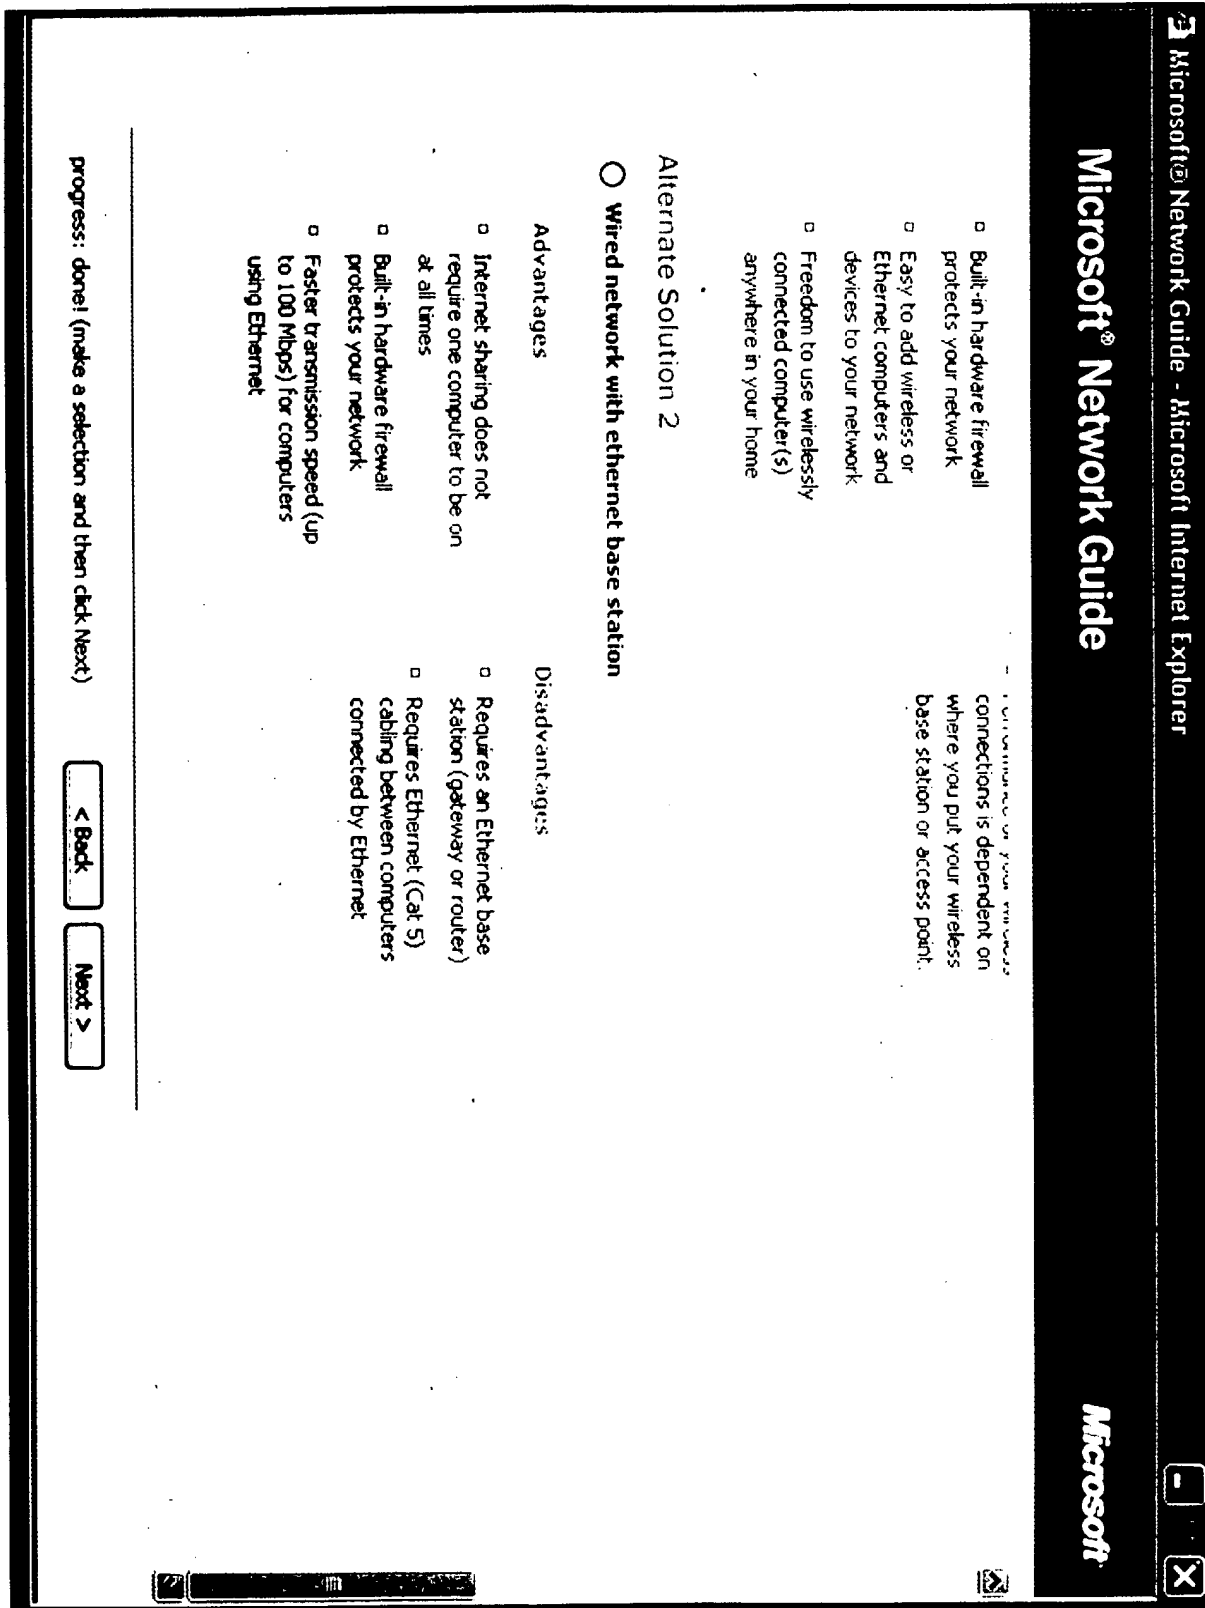 Microsoft® Network Guide - Microsoft Internet Explorer
Microsoft® Network Guide
Microsoft
Built-in hardware firewall
protects your network
Easy to add wireless or
Ethernet computers and
devices to your network
Freedom to use wirelessly
connected computer(s)
anywhere in your home
connections is dependent on
where you put your wireless
base station or access point.
Alternate Solution 2
Wired network with ethernet base station
Advantages
Internet sharing does not
require one computer to be on
at all times
Built-in hardware firewall
protects your network
Faster transmission speed (up
to 100 Mbps) for computers
using Ethernet
Disadvantages
Requires an Ethernet base
station (gateway or router)
Requires Ethernet (Cat 5)
cabling between computers
connected by Ethernet
progress: done! (make a selection and then click Next)
< Back
Next >